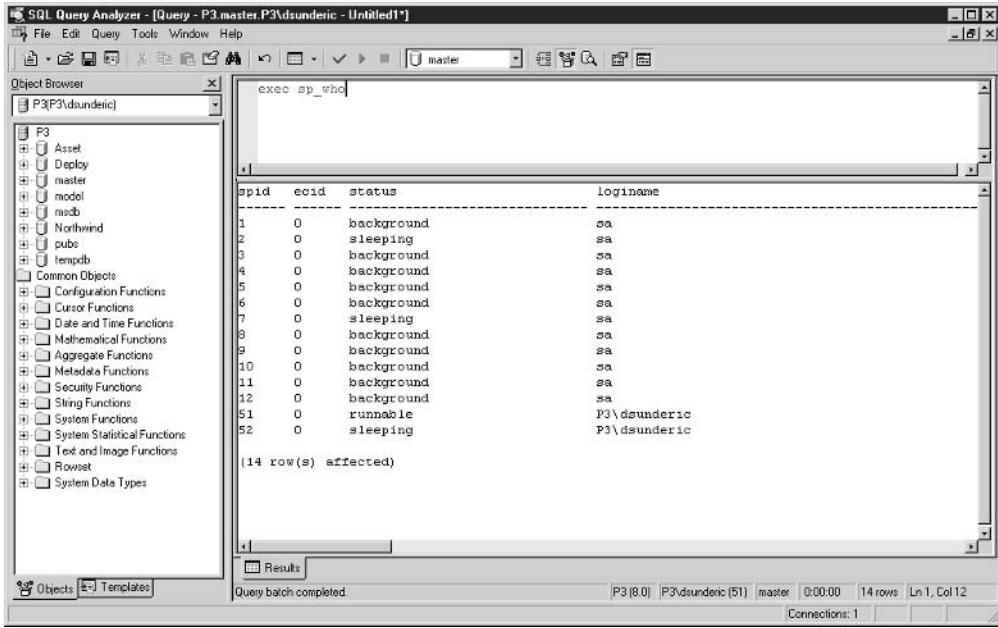 SQL Query Analyzer - [Query - P3.master.P3\dsunderic - Untitled1*]
File Edit Query Tools Window Help
master
Object Browser
P3(P3\dsunderic)
P3
Asset
Deploy
master
model
msdb
Northwind
pubs
tempdb
Common Objects
Configuration Functions
Cursor Functions
Date and Time Functions
Mathematical Functions
Aggregate Functions
Metadata Functions
Security Functions
String Functions
System Functions
System Statistical Functions
Text and Image Functions
Rowset
System Data Types
Objects Templates
exec sp_who
spid ecid status loginame
------ ------ ------------------------------ ------------------------------------------------
1 0 background sa
2 0 sleeping sa
3 0 background sa
4 0 background sa
5 0 background sa
6 0 background sa
7 0 sleeping sa
8 0 background sa
9 0 background sa
10 0 background sa
11 0 background sa
12 0 background sa
51 0 runnable P3\dsunderic
52 0 sleeping P3\dsunderic
(14 row(s) affected)
Results
Query batch completed. P3 (8.0) P3\dsunderic (51) master 0:00:00 14 rows Ln 1, Col 12
Connections: 1